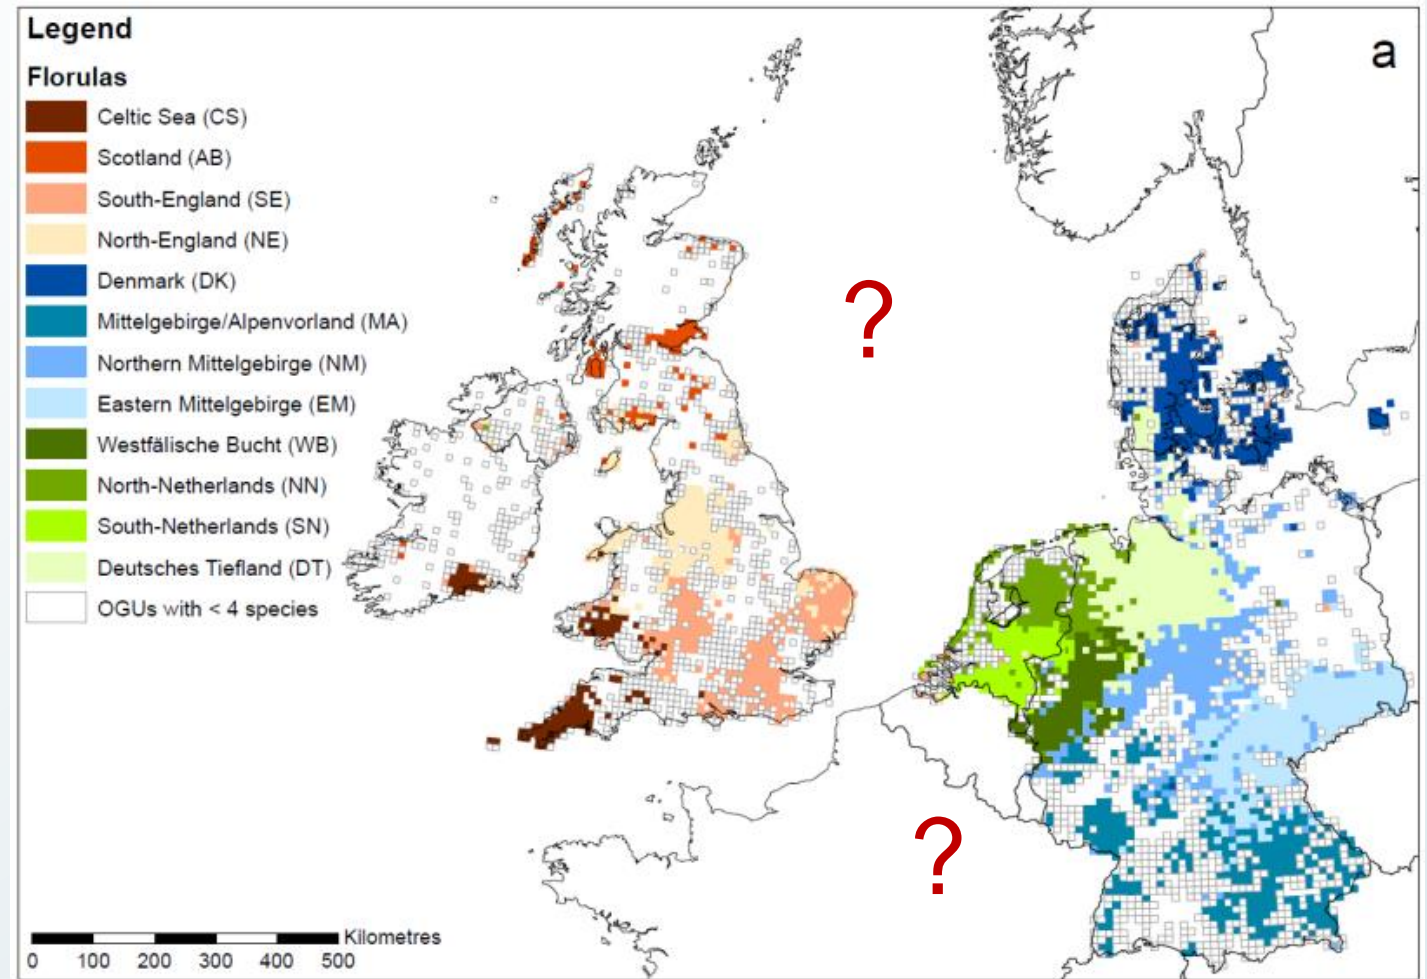 Legend
a
Florulas
Celtic Sea (CS)
Scotland (AB)
South-England (SE)
North-England (NE)
Denmark (DK)
Mittelgebirge/Alpenvorland (MA)
Northern Mittelgebirge (NM)
Eastern Mittelgebirge (EM)
Westfälische Bucht (WB)
North-Netherlands (NN)
South-Netherlands (SN)
Deutsches Tiefland (DT)
OGUs with < 4 species
?
?
Kilometres
0 100 200 300 400 500